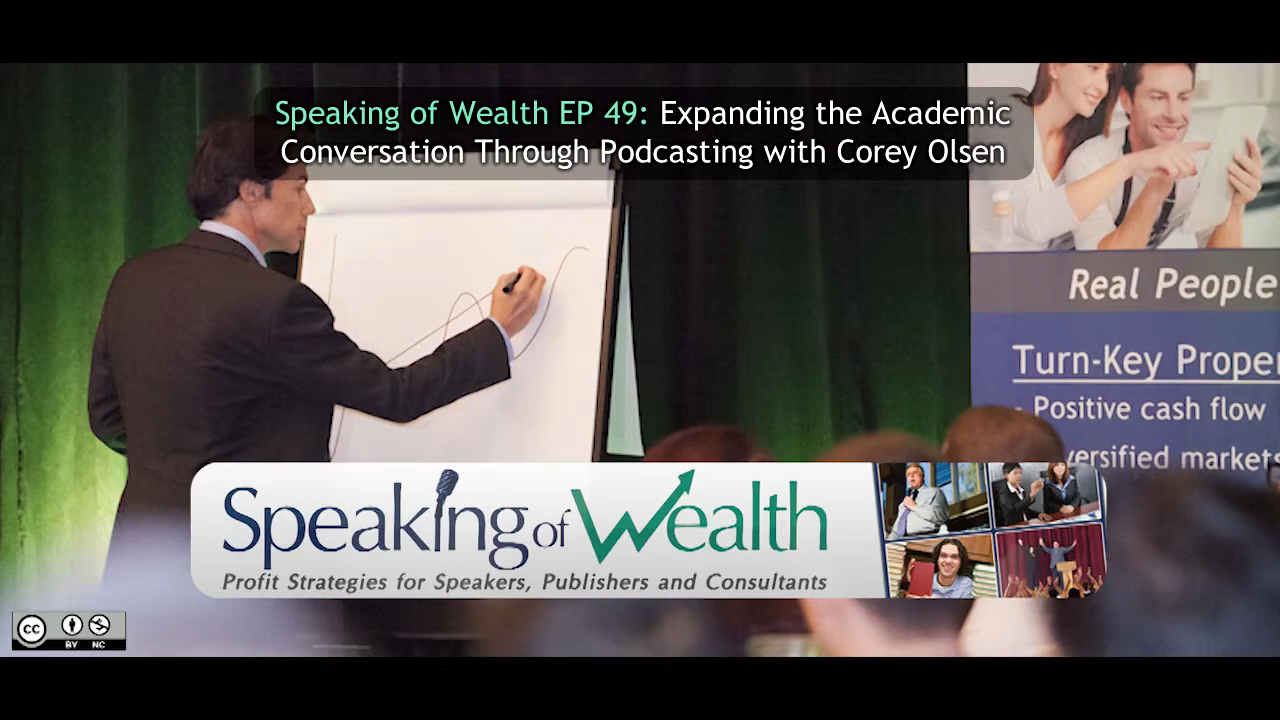 Speaking of Wealth EP 49: Expanding the Academic
Conversation Through Podcasting with Corey Olsen
Real People
Turn-Key Proper
- Positive cash flow
versified markets
Speaking of Wealth
Profit Strategies for Speakers, Publishers and Consultants
cc
BY NC